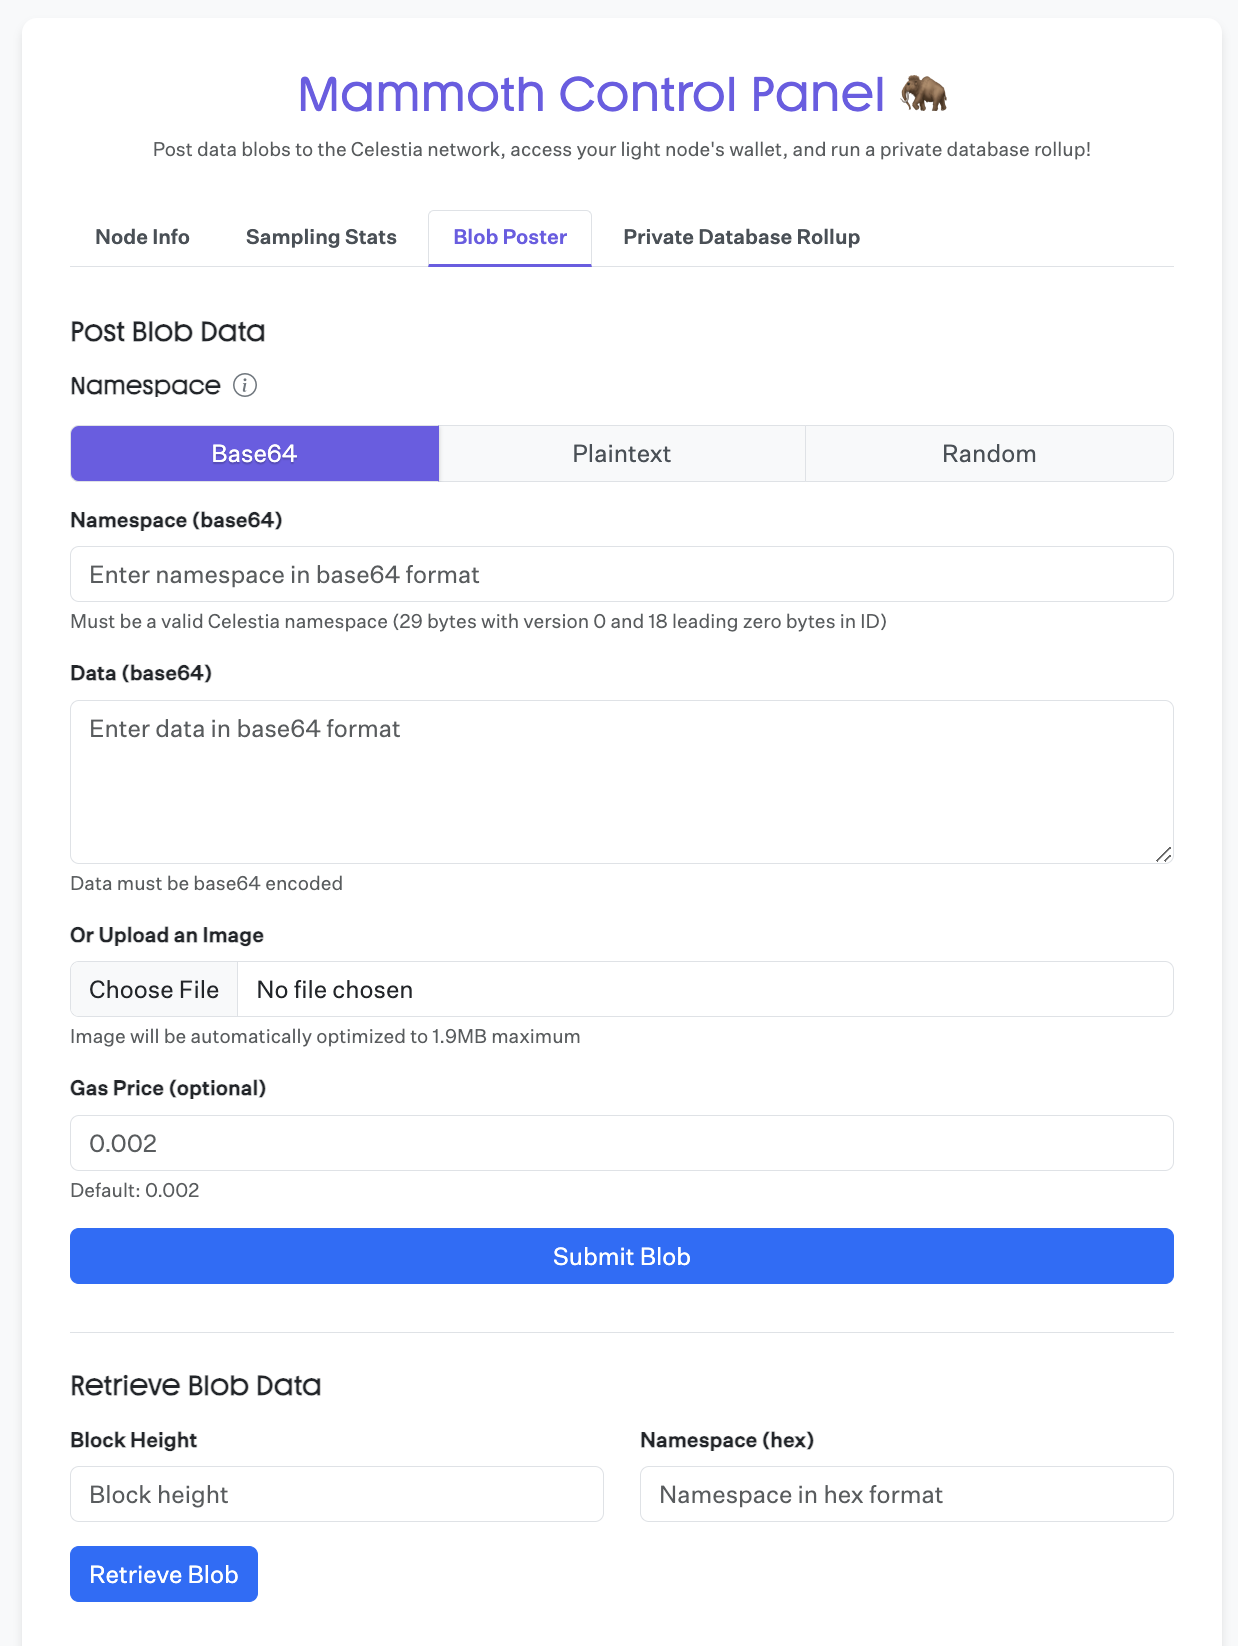 Mammoth Control Panel 🦣
Post data blobs to the Celestia network, access your light node's wallet, and run a private database rollup!
Node Info Sampling Stats Blob Poster Private Database Rollup
Post Blob Data
Namespace i
Base64 Plaintext Random
Namespace (base64)
Enter namespace in base64 format
Must be a valid Celestia namespace (29 bytes with version 0 and 18 leading zero bytes in ID)
Data (base64)
Enter data in base64 format
Data must be base64 encoded
Or Upload an Image
Choose File No file chosen
Image will be automatically optimized to 1.9MB maximum
Gas Price (optional)
0.002
Default: 0.002
Submit Blob
Retrieve Blob Data
Block Height Namespace (hex)
Block height Namespace in hex format
Retrieve Blob